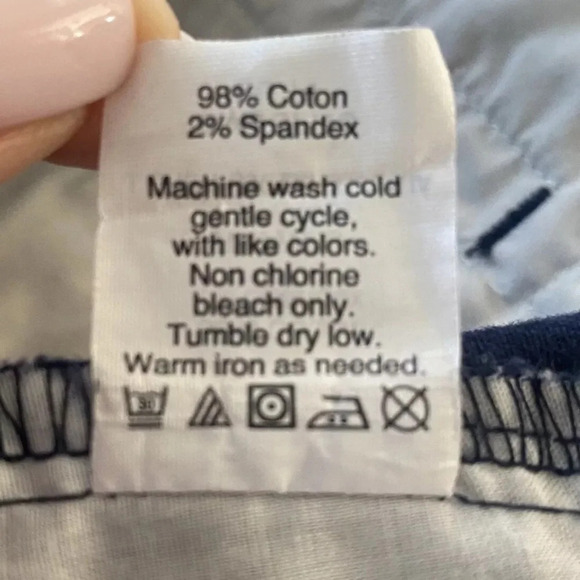 98% Coton
2% Spandex
Machine wash cold
gentle cycle,
with like colors.
Non chlorine
bleach only.
Tumble dry low.
Warm iron as needed.